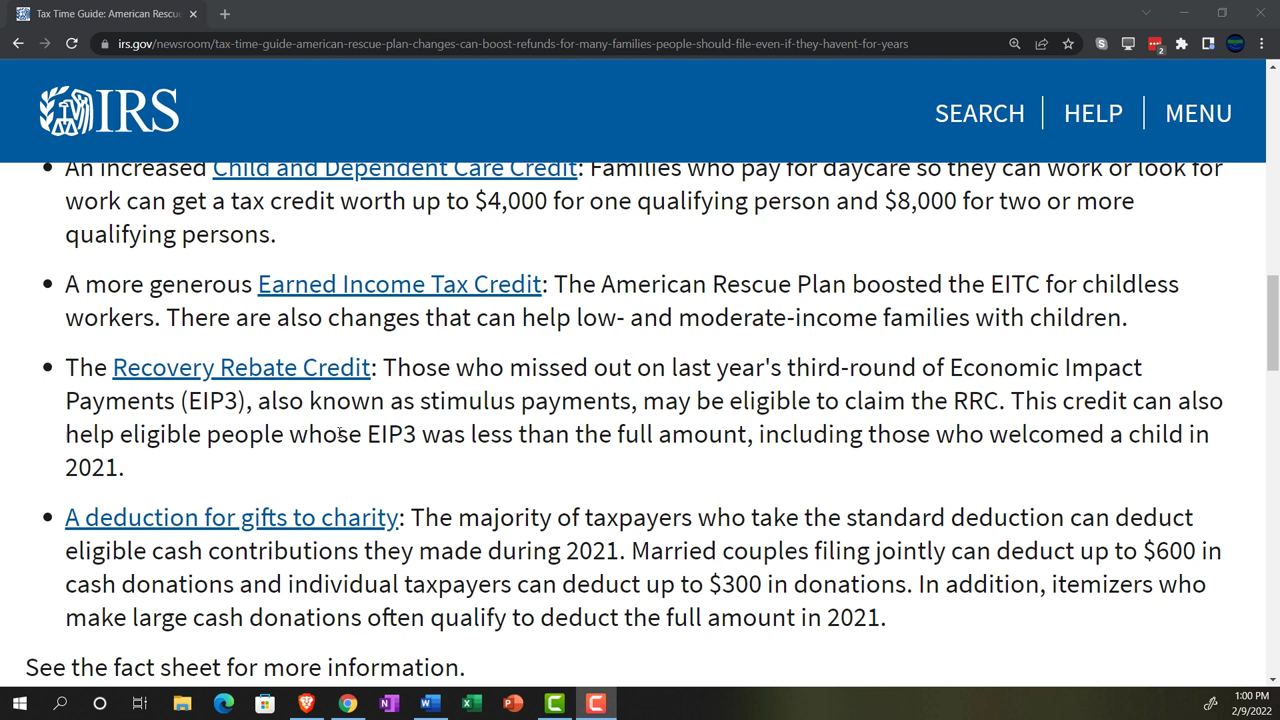 Tax Time Guide: American Rescue
irs.gov/newsroom/tax-time-guide-american-rescue-plan-changes-can-boost-refunds-for-many-families-people-should-file-even-if-they-havent-for-years
2
IRS
SEARCH
HELP
MENU
• An increased Child and Dependent Care Credit: Families who pay for daycare so they can work or look for
work can get a tax credit worth up to $4,000 for one qualifying person and $8,000 for two or more
qualifying persons.
• A more generous Earned Income Tax Credit: The American Rescue Plan boosted the EITC for childless
workers. There are also changes that can help low- and moderate-income families with children.
• The Recovery Rebate Credit: Those who missed out on last year's third-round of Economic Impact
Payments (EIP3), also known as stimulus payments, may be eligible to claim the RRC. This credit can also
help eligible people whose EIP3 was less than the full amount, including those who welcomed a child in
2021.
• A deduction for gifts to charity: The majority of taxpayers who take the standard deduction can deduct
eligible cash contributions they made during 2021. Married couples filing jointly can deduct up to $600 in
cash donations and individual taxpayers can deduct up to $300 in donations. In addition, itemizers who
make large cash donations often qualify to deduct the full amount in 2021.
See the fact sheet for more information.
1:00 PM
2/9/2022